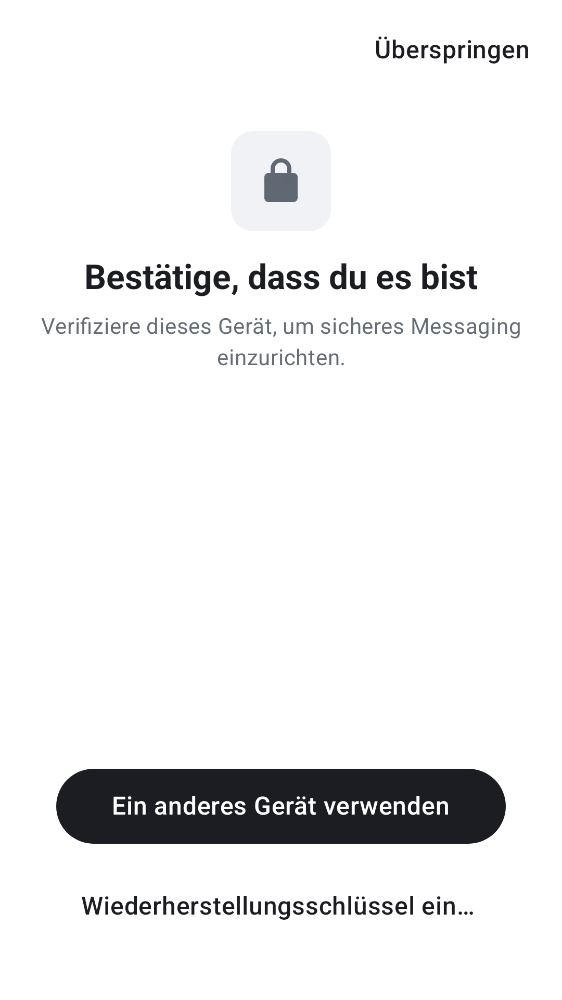 Überspringen
Bestätige, dass du es bist
Verifiziere dieses Gerät, um sicheres Messaging
einzurichten.
Ein anderes Gerät verwenden
Wiederherstellungsschlüssel ein…